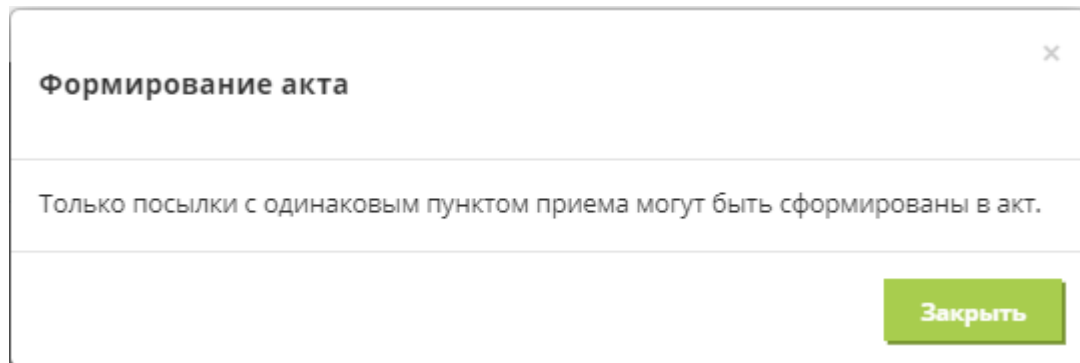 ×
Формирование акта
Только посылки с одинаковым пунктом приема могут быть сформированы в акт.
Закрыть